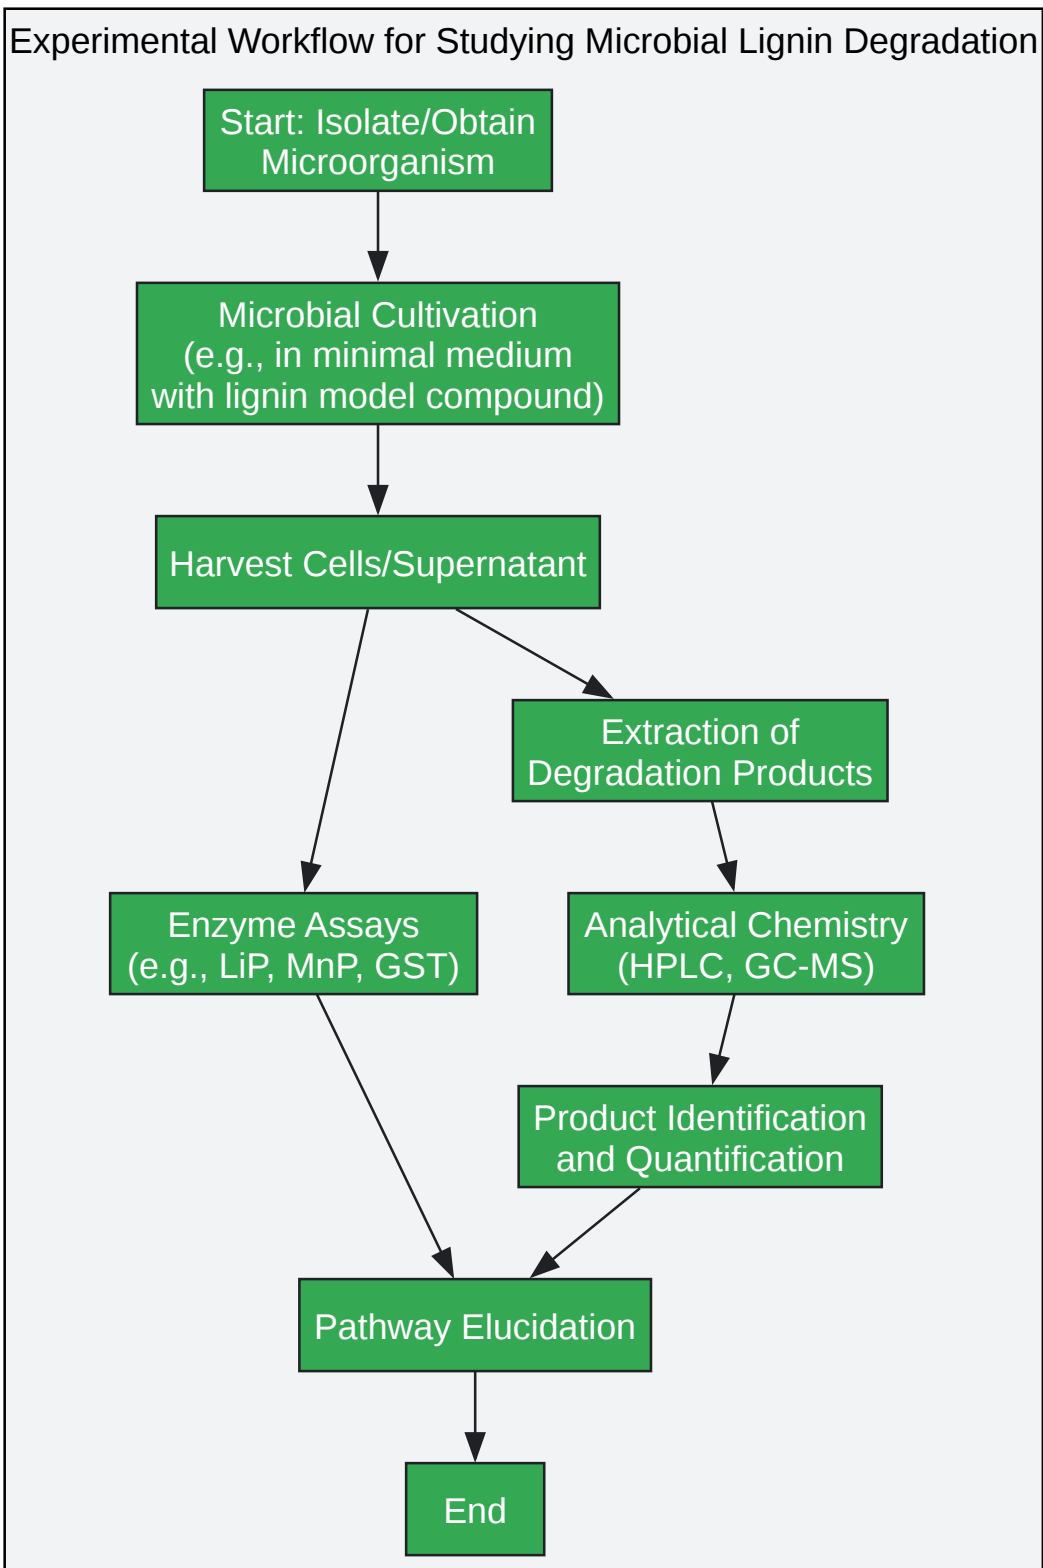 Experimental Workflow for Studying Microbial Lignin Degradation
Start: Isolate/Obtain
Microorganism
Microbial Cultivation
(e.g., in minimal medium
with lignin model compound)
Harvest Cells/Supernatant
Extraction of
Degradation Products
Enzyme Assays
(e.g., LiP, MnP, GST)
Analytical Chemistry
(HPLC, GC-MS)
Product Identification
and Quantification
Pathway Elucidation
End